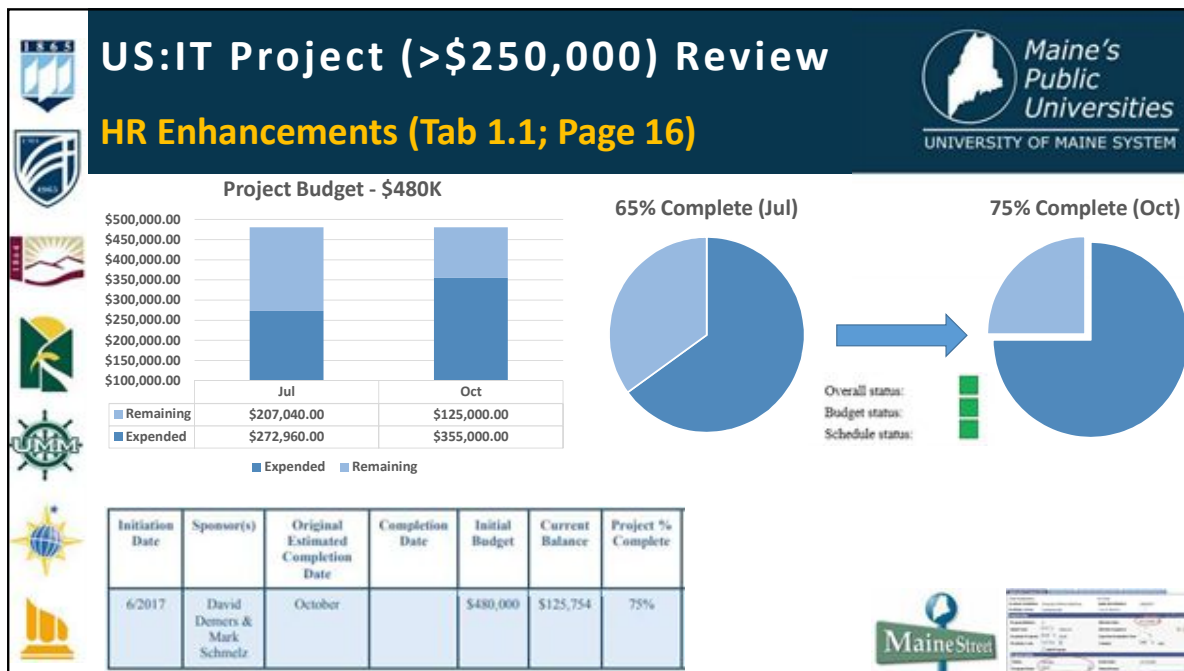 US:IT Project (>$250,000) Review
HR Enhancements (Tab 1.1; Page 16)
Maine's
Public
Universities
UNIVERSITY OF MAINE SYSTEM
1865
1965
1864
UMM
Project Budget - $480K
$500,000.00
$450,000.00
$400,000.00
$350,000.00
$300,000.00
$250,000.00
$200,000.00
$150,000.00
$100,000.00
Jul Oct
Remaining $207,040.00 $125,000.00
Expended $272,960.00 $355,000.00
Expended Remaining
65% Complete (Jul)
75% Complete (Oct)
Overall status:
Budget status:
Schedule status:
Initiation Sponsor(s) Original Completion Initial Current Project %
Date Estimated Date Budget Balance Complete
Completion
Date
6/2017 David October $480,000 $125,754 75%
Demers &
Mark
Schmelz
MaineStreet